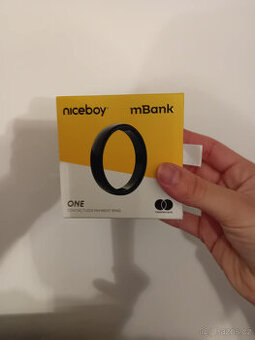 niceboy mBank
ONE
CONTACTLESS PAYMENT RING